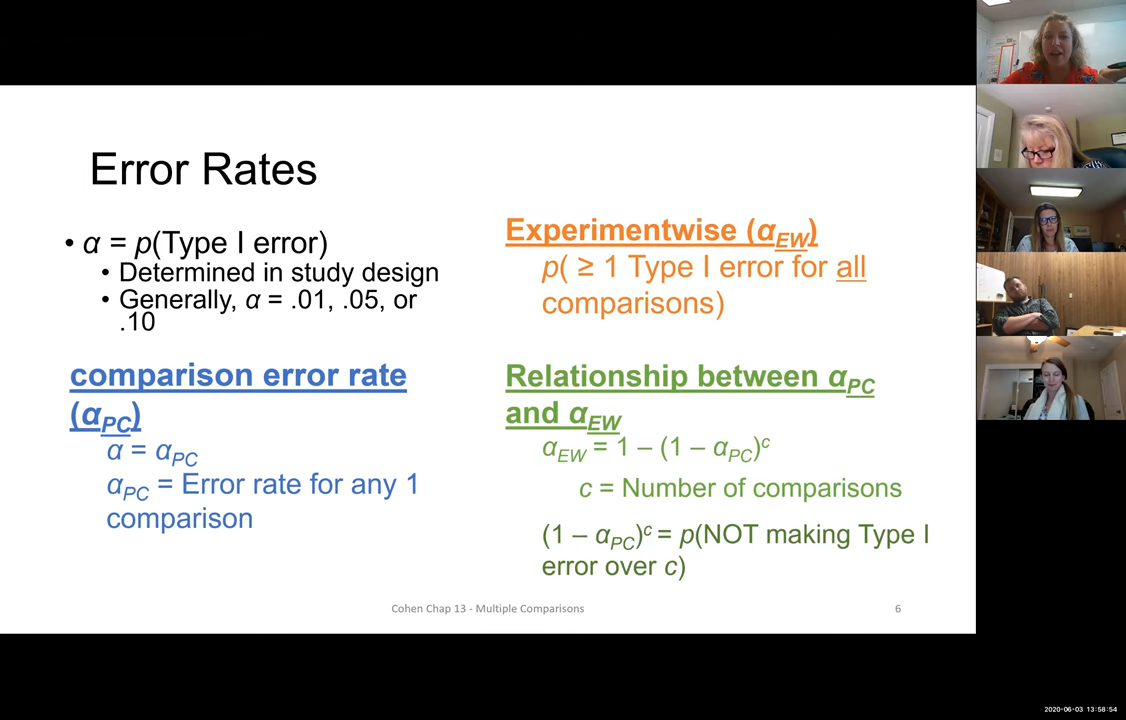 Error Rates
• α = p(Type I error)
• Determined in study design
• Generally, α = .01, .05, or
.10
comparison error rate
(αPC)
α = αPC
αPC = Error rate for any 1
comparison
Experimentwise (αEW)
p( ≥ 1 Type I error for all
comparisons)
Relationship between αPC
and αEW
αEW = 1 – (1 – αPC)ᶜ
c = Number of comparisons
(1 – αPC)ᶜ = p(NOT making Type I
error over c)
Cohen Chap 13 - Multiple Comparisons
6
2020-06-03 13:58:54